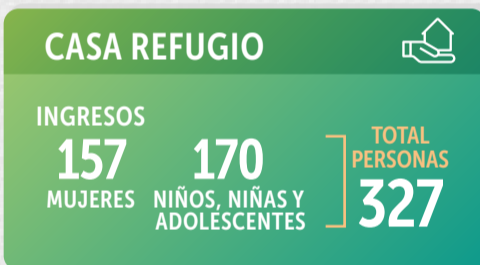 CASA REFUGIO
INGRESOS
157
MUJERES
170
NIÑOS, NIÑAS Y
ADOLESCENTES
TOTAL
PERSONAS
327